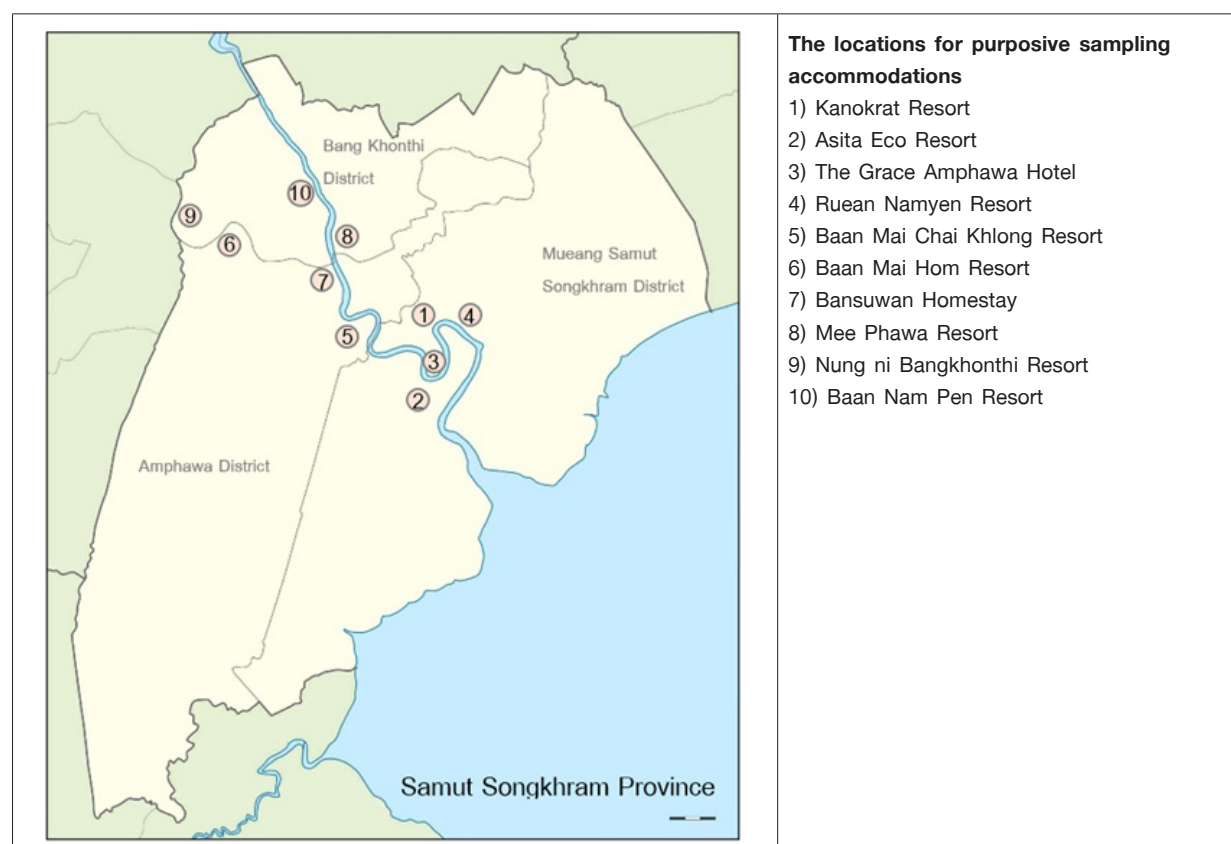 Bang Khonthi
District
10
9
8
6
Mueang Samut
Songkhram District
7
1
4
5
3
2
Amphawa District
Samut Songkhram Province
The locations for purposive sampling
accommodations
1) Kanokrat Resort
2) Asita Eco Resort
3) The Grace Amphawa Hotel
4) Ruean Namyen Resort
5) Baan Mai Chai Khlong Resort
6) Baan Mai Hom Resort
7) Bansuwan Homestay
8) Mee Phawa Resort
9) Nung ni Bangkhonthi Resort
10) Baan Nam Pen Resort